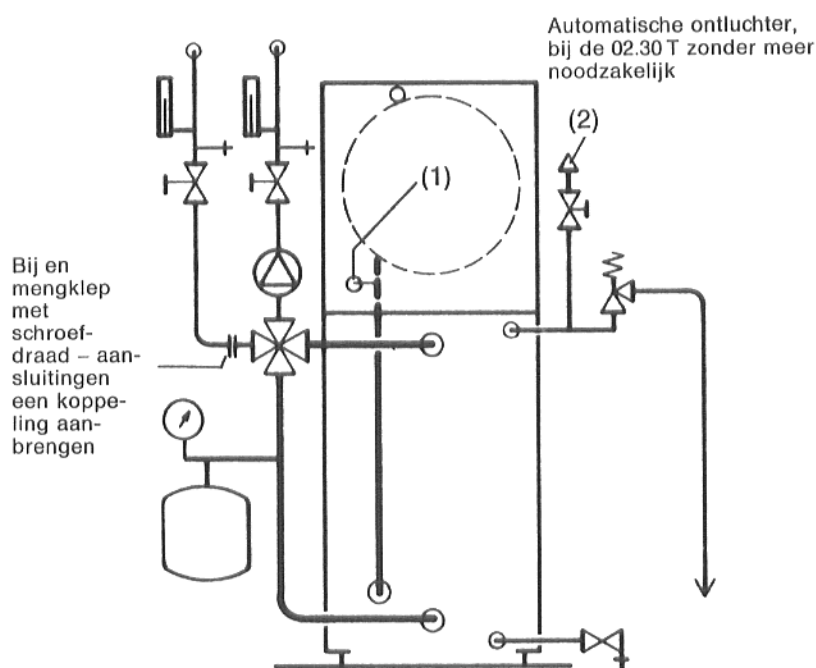 Automatische ontluchter,
bij de 02.30 T zonder meer
noodzakelijk
(2)
(1)
Bij en
mengklep
met
schroef-
draad – aan-
sluitingen
een koppe-
ling aan-
brengen